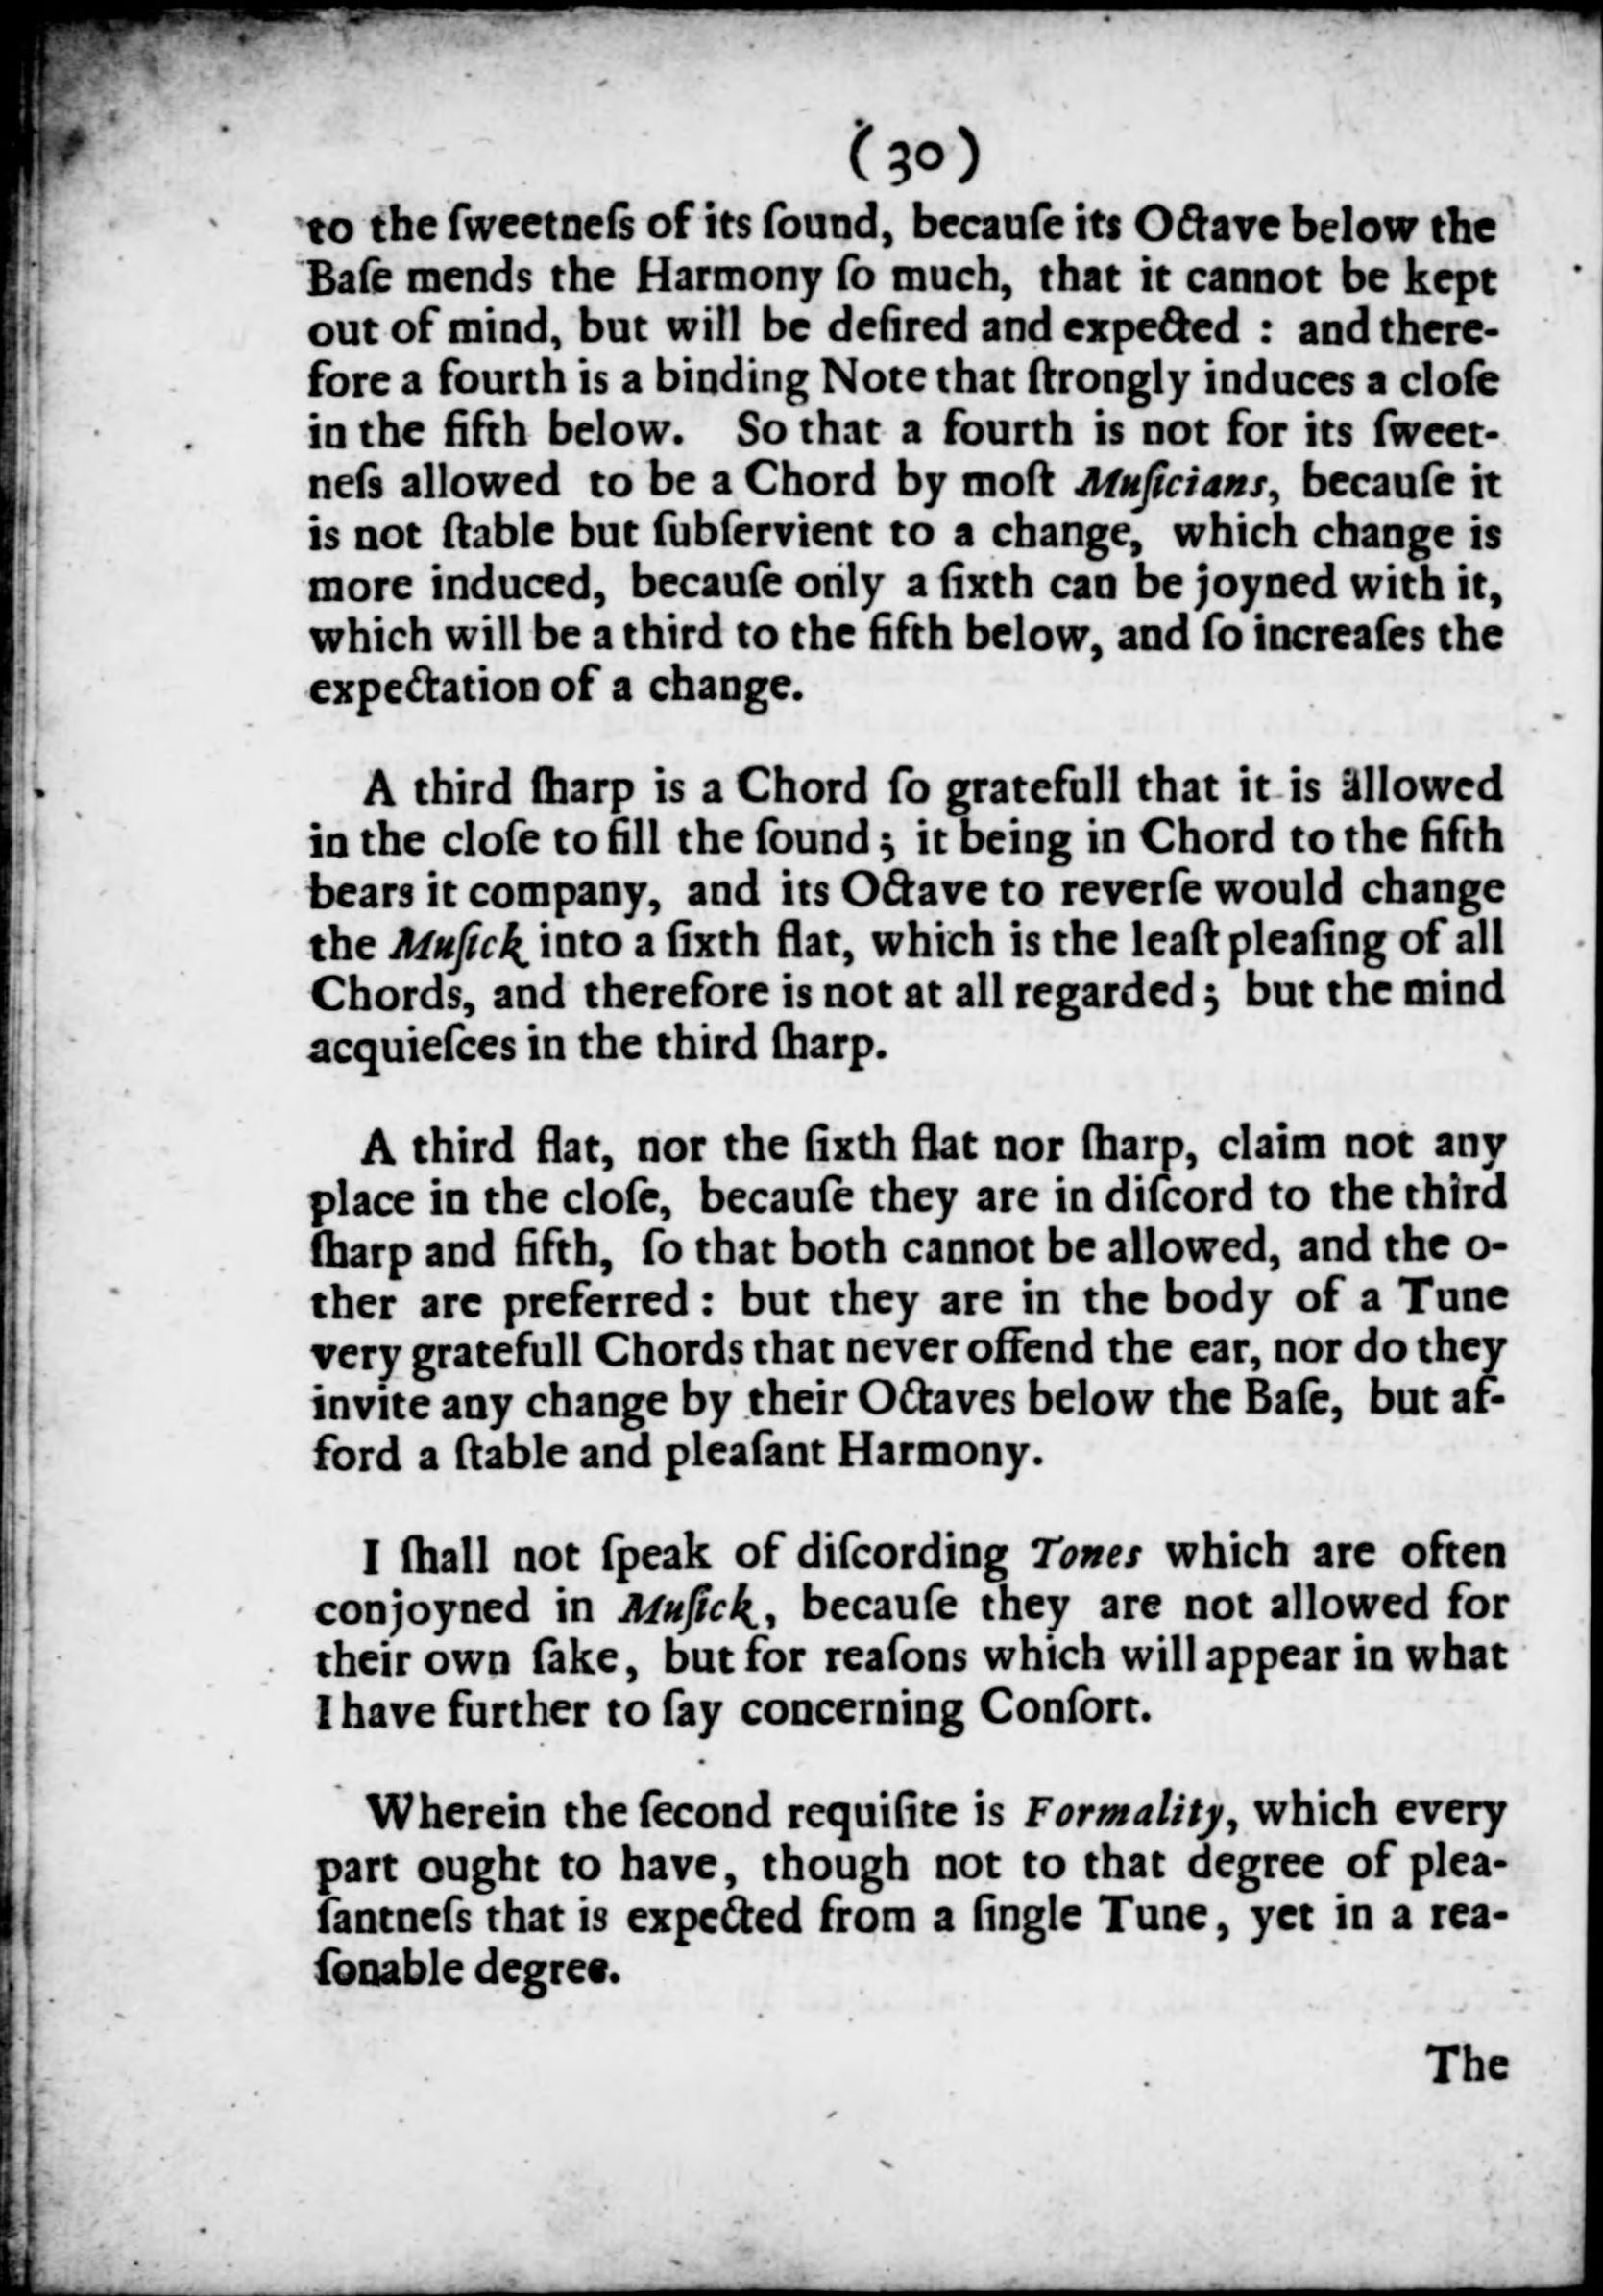 (30)
to the ſweetneſs of its ſound, becauſe its Octave below the
Baſe mends the Harmony ſo much, that it cannot be kept
out of mind, but will be deſired and expected : and there-
fore a fourth is a binding Note that ſtrongly induces a cloſe
in the fifth below. So that a fourth is not for its ſweet-
neſs allowed to be a Chord by moſt Muſicians, becauſe it
is not ſtable but ſubſervient to a change, which change is
more induced, becauſe only a ſixth can be joyned with it,
which will be a third to the fifth below, and ſo increaſes the
expectation of a change.
A third ſharp is a Chord ſo gratefull that it is allowed
in the cloſe to fill the ſound; it being in Chord to the fifth
bears it company, and its Octave to reverſe would change
the Muſick into a ſixth flat, which is the leaſt pleaſing of all
Chords, and therefore is not at all regarded; but the mind
acquieſces in the third ſharp.
A third flat, nor the ſixth flat nor ſharp, claim not any
place in the cloſe, becauſe they are in diſcord to the third
ſharp and fifth, ſo that both cannot be allowed, and the o-
ther are preferred : but they are in the body of a Tune
very gratefull Chords that never offend the ear, nor do they
invite any change by their Octaves below the Baſe, but af-
ford a ſtable and pleaſant Harmony.
I ſhall not ſpeak of diſcording Tones which are often
conjoyned in Muſick, becauſe they are not allowed for
their own ſake, but for reaſons which will appear in what
I have further to ſay concerning Conſort.
Wherein the ſecond requiſite is Formality, which every
part ought to have, though not to that degree of plea-
ſantneſs that is expected from a ſingle Tune, yet in a rea-
ſonable degree.
The